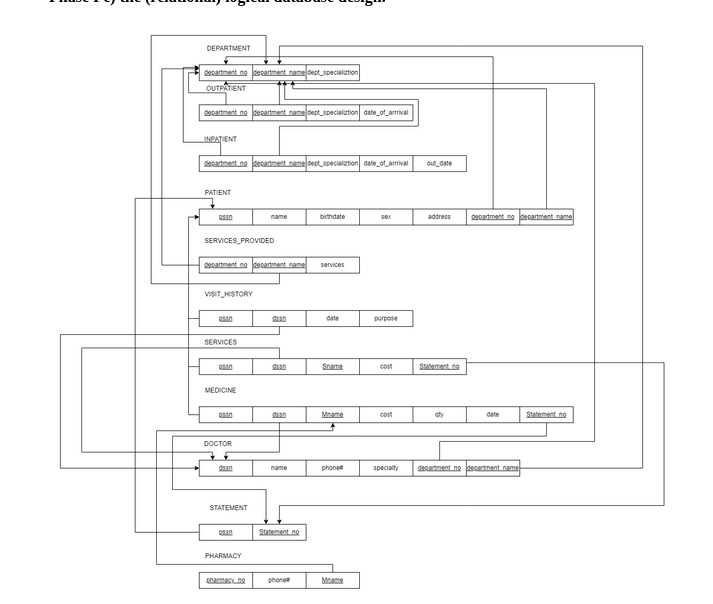 Phase I c) the (relational) logical database design.
DEPARTMENT
department_no department_name dept_specializtion
OUTPATIENT
department_no department_name dept_specializtion date_of_arrrival
INPATIENT
department_no department_name dept_specializtion date_of_arrrival out_date
PATIENT
pssn name birthdate sex address department_no department_name
SERVICES_PROVIDED
department_no department_name services
VISIT_HISTORY
pssn dssn date purpose
SERVICES
pssn dssn Sname cost Statement_no
MEDICINE
pssn dssn Mname cost qty date Statement_no
DOCTOR
dssn name phone# specialty department_no department_name
STATEMENT
pssn Statement_no
PHARMACY
pharmacy_no phone# Mname